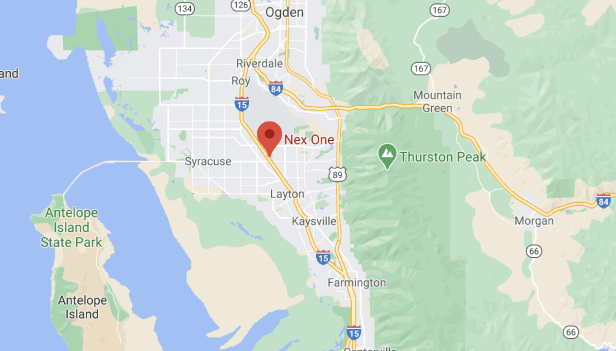 134
126
Ogden
167
167
Riverdale
Roy
84
15
Mountain
Green
Nex One
Thurston Peak
Syracuse
89
Layton
84
Kaysville
Morgan
Antelope
Island
State Park
66
15
Antelope
Island
Farmington
66
15